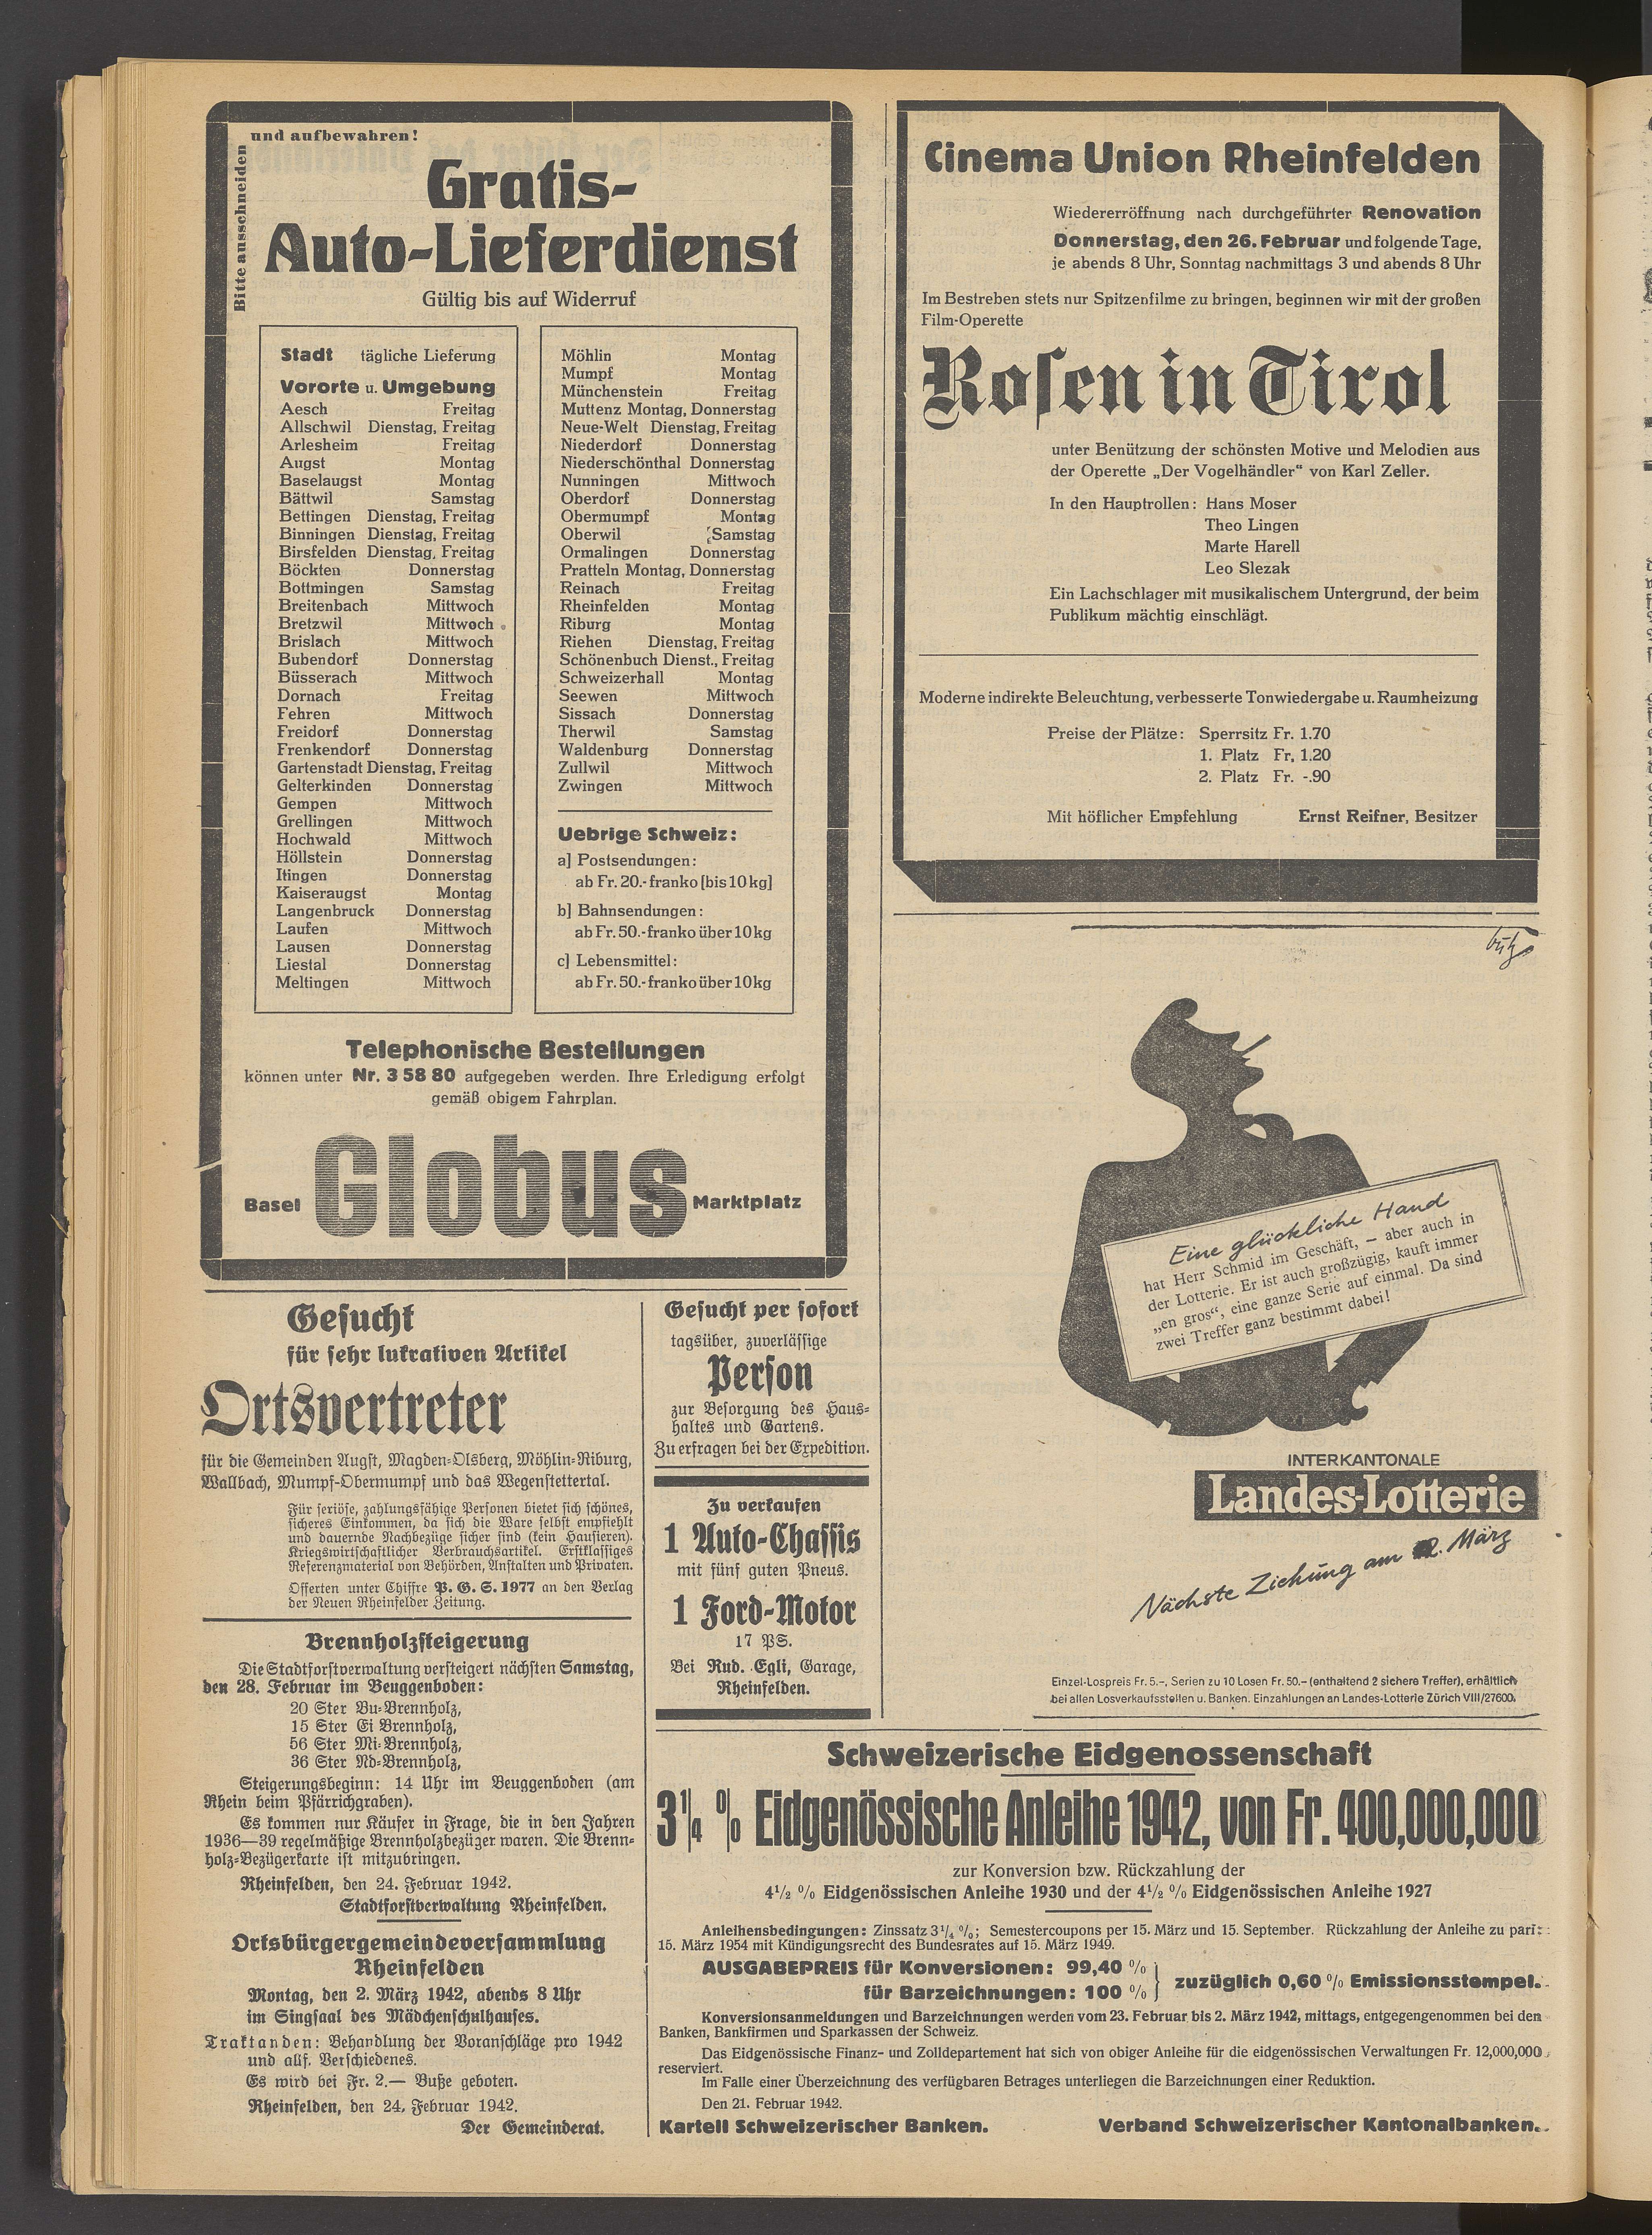 Bitte ausschneiden
und aufbewahren!
Gratis-
Auto-Lieferdienst
Gültig bis auf Widerruf
Stadt tägliche Lieferung
Vororte u. Umgebung
Aesch Freitag
Allschwil Dienstag, Freitag
Arlesheim Freitag
Augst Montag
Baselaugst Montag
Bättwil Samstag
Bettingen Dienstag, Freitag
Binningen Dienstag, Freitag
Birsfelden Dienstag, Freitag
Böckten Donnerstag
Bottmingen Samstag
Breitenbach Mittwoch
Bretzwil Mittwoch
Brislach Mittwoch
Bubendorf Donnerstag
Büsserach Mittwoch
Dornach Freitag
Fehren Mittwoch
Freidorf Donnerstag
Frenkendorf Donnerstag
Gartenstadt Dienstag, Freitag
Gelterkinden Donnerstag
Gempen Mittwoch
Grellingen Mittwoch
Hochwald Mittwoch
Höllstein Donnerstag
Itingen Donnerstag
Kaiseraugst Montag
Langenbruck Donnerstag
Laufen Mittwoch
Lausen Donnerstag
Liestal Donnerstag
Meltingen Mittwoch
Möhlin Montag
Mumpf Montag
Münchenstein Freitag
Muttenz Montag, Donnerstag
Neue-Welt Dienstag, Freitag
Niederdorf Donnerstag
Niederschönthal Donnerstag
Nunningen Mittwoch
Oberdorf Donnerstag
Obermumpf Montag
Oberwil Samstag
Ormalingen Donnerstag
Pratteln Montag, Donnerstag
Reinach Freitag
Rheinfelden Montag
Riburg Montag
Riehen Dienstag, Freitag
Schönenbuch Dienst., Freitag
Schweizerhall Montag
Seewen Mittwoch
Sissach Donnerstag
Therwil Samstag
Waldenburg Donnerstag
Zullwil Mittwoch
Zwingen Mittwoch
Uebrige Schweiz:
a] Postsendungen:
ab Fr. 20.- franko [bis 10 kg]
b] Bahnsendungen:
ab Fr. 50.- franko über 10 kg
c] Lebensmittel:
ab Fr. 50.- franko über 10 kg
Telephonische Bestellungen
können unter Nr. 3 58 80 aufgegeben werden. Ihre Erledigung erfolgt
gemäß obigem Fahrplan.
Basel Globus Marktplatz
Gesucht
für sehr lukrativen Artikel
Ortsvertreter
für die Gemeinden Augst, Magden-Olsberg, Möhlin-Riburg,
Wallbach, Mumpf-Obermumpf und das Wegenstettertal.
Für seriöse, zahlungsfähige Personen bietet sich schönes,
sicheres Einkommen, da sich die Ware selbst empfiehlt
und dauernde Nachbezüge sicher sind (kein Hausieren).
Kriegswirtschaftlicher Verbrauchsartikel. Erstklassiges
Referenzmaterial von Behörden, Anstalten und Privaten.
Offerten unter Chiffre P. G. S. 1977 an den Verlag
der Neuen Rheinfelder Zeitung.
Brennholzsteigerung
Die Stadtforstverwaltung versteigert nächsten Samstag,
den 28. Februar im Beuggenboden:
20 Ster Bu-Brennholz,
15 Ster Ei Brennholz,
56 Ster Mi-Brennholz,
36 Ster Nd-Brennholz,
Steigerungsbeginn: 14 Uhr im Beuggenboden (am
Rhein beim Pfärrichgraben).
Es kommen nur Käufer in Frage, die in den Jahren
1936—39 regelmäßige Brennholzbezüger waren. Die Brenn-
holz-Bezügerkarte ist mitzubringen.
Rheinfelden, den 24. Februar 1942.
Stadtforstverwaltung Rheinfelden.
Ortsbürgergemeindeversammlung
Rheinfelden
Montag, den 2. März 1942, abends 8 Uhr
im Singsaal des Mädchenschulhauses.
Traktanden: Behandlung der Voranschläge pro 1942
und allf. Verschiedenes.
Es wird bei Fr. 2.— Buße geboten.
Rheinfelden, den 24. Februar 1942.
Der Gemeinderat.
Gesucht per sofort
tagsüber, zuverlässige
Person
zur Besorgung des Haus-
haltes und Gartens.
Zu erfragen bei der Expedition.
Zu verkaufen
1 Auto-Chassis
mit fünf guten Pneus.
1 Ford-Motor
17 PS.
Bei Rud. Egli, Garage,
Rheinfelden.
Cinema Union Rheinfelden
Wiedereröffnung nach durchgeführter Renovation
Donnerstag, den 26. Februar und folgende Tage,
je abends 8 Uhr, Sonntag nachmittags 3 und abends 8 Uhr
Im Bestreben stets nur Spitzenfilme zu bringen, beginnen wir mit der großen
Film-Operette
Rosen in Tirol
unter Benützung der schönsten Motive und Melodien aus
der Operette „Der Vogelhändler“ von Karl Zeller.
In den Hauptrollen: Hans Moser
Theo Lingen
Marte Harell
Leo Slezak
Ein Lachschlager mit musikalischem Untergrund, der beim
Publikum mächtig einschlägt.
Moderne indirekte Beleuchtung, verbesserte Tonwiedergabe u. Raumheizung
Preise der Plätze: Sperrsitz Fr. 1.70
1. Platz Fr. 1.20
2. Platz Fr. -.90
Mit höflicher Empfehlung Ernst Reifner, Besitzer
Eine glückliche Hand
hat Herr Schmid im Geschäft, – aber auch in
der Lotterie. Er ist auch großzügig, kauft immer
„en gros“, eine ganze Serie auf einmal. Da sind
zwei Treffer ganz bestimmt dabei!
INTERKANTONALE
Landes-Lotterie
Nächste Ziehung am März
Einzel-Lospreis Fr. 5.–, Serien zu 10 Losen Fr. 50.– (enthaltend 2 sichere Treffer), erhältlich
bei allen Losverkaufsstellen u. Banken. Einzahlungen an Landes-Lotterie Zürich VIII/27600.
Schweizerische Eidgenossenschaft
3¼ % Eidgenössische Anleihe 1942, von Fr. 400,000,000
zur Konversion bzw. Rückzahlung der
4½ % Eidgenössischen Anleihe 1930 und der 4½ % Eidgenössischen Anleihe 1927
Anleihensbedingungen: Zinssatz 3¼ %; Semestercoupons per 15. März und 15. September. Rückzahlung der Anleihe zu pari:
15. März 1954 mit Kündigungsrecht des Bundesrates auf 15. März 1949.
AUSGABEPREIS für Konversionen: 99,40 %
für Barzeichnungen: 100 % } zuzüglich 0,60 % Emissionsstempel.
Konversionsanmeldungen und Barzeichnungen werden vom 23. Februar bis 2. März 1942, mittags, entgegengenommen bei den
Banken, Bankfirmen und Sparkassen der Schweiz.
Das Eidgenössische Finanz- und Zolldepartement hat sich von obiger Anleihe für die eidgenössischen Verwaltungen Fr. 12,000,000
reserviert.
Im Falle einer Überzeichnung des verfügbaren Betrages unterliegen die Barzeichnungen einer Reduktion.
Den 21. Februar 1942.
Kartell Schweizerischer Banken. Verband Schweizerischer Kantonalbanken.